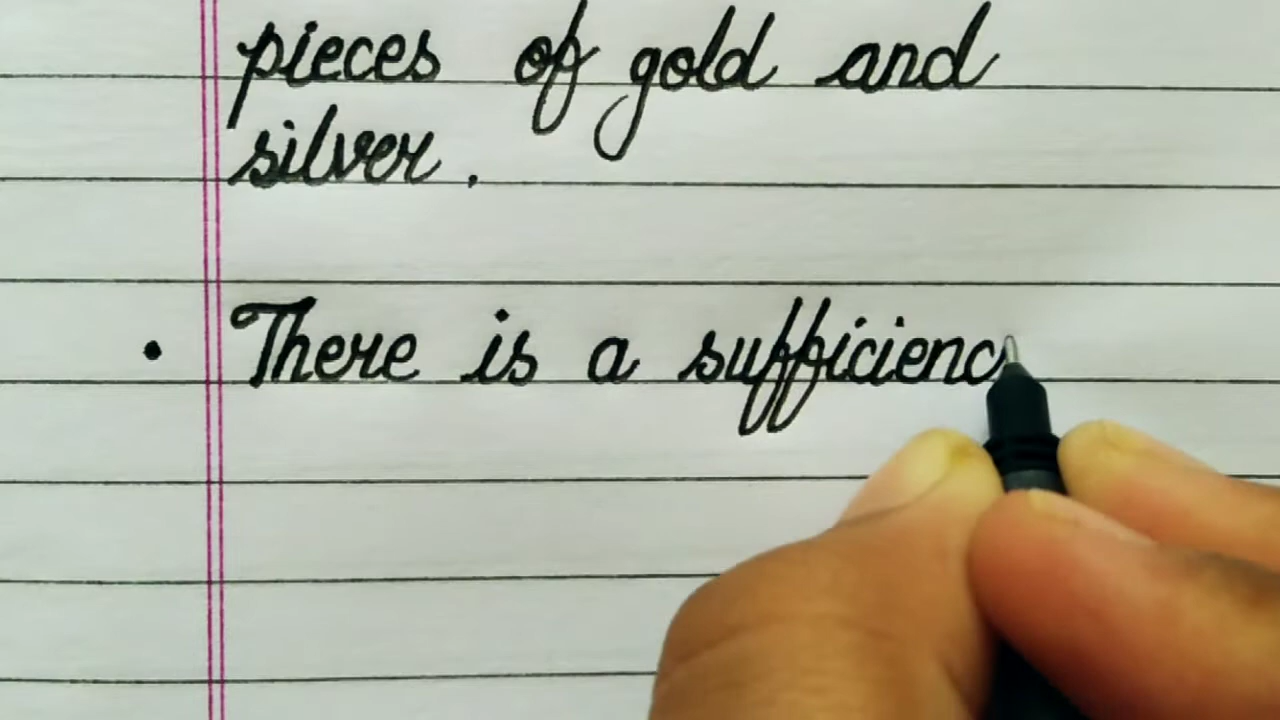 pieces of gold and
silver.
• There is a sufficienc